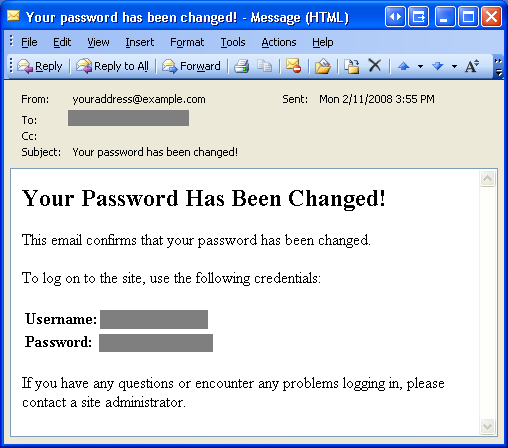 Your password has been changed! - Message (HTML)
File Edit View Insert Format Tools Actions Help
Reply Reply to All Forward
From: youraddress@example.com Sent: Mon 2/11/2008 3:55 PM
To:
Cc:
Subject: Your password has been changed!
Your Password Has Been Changed!
This email confirms that your password has been changed.
To log on to the site, use the following credentials:
Username:
Password:
If you have any questions or encounter any problems logging in, please
contact a site administrator.